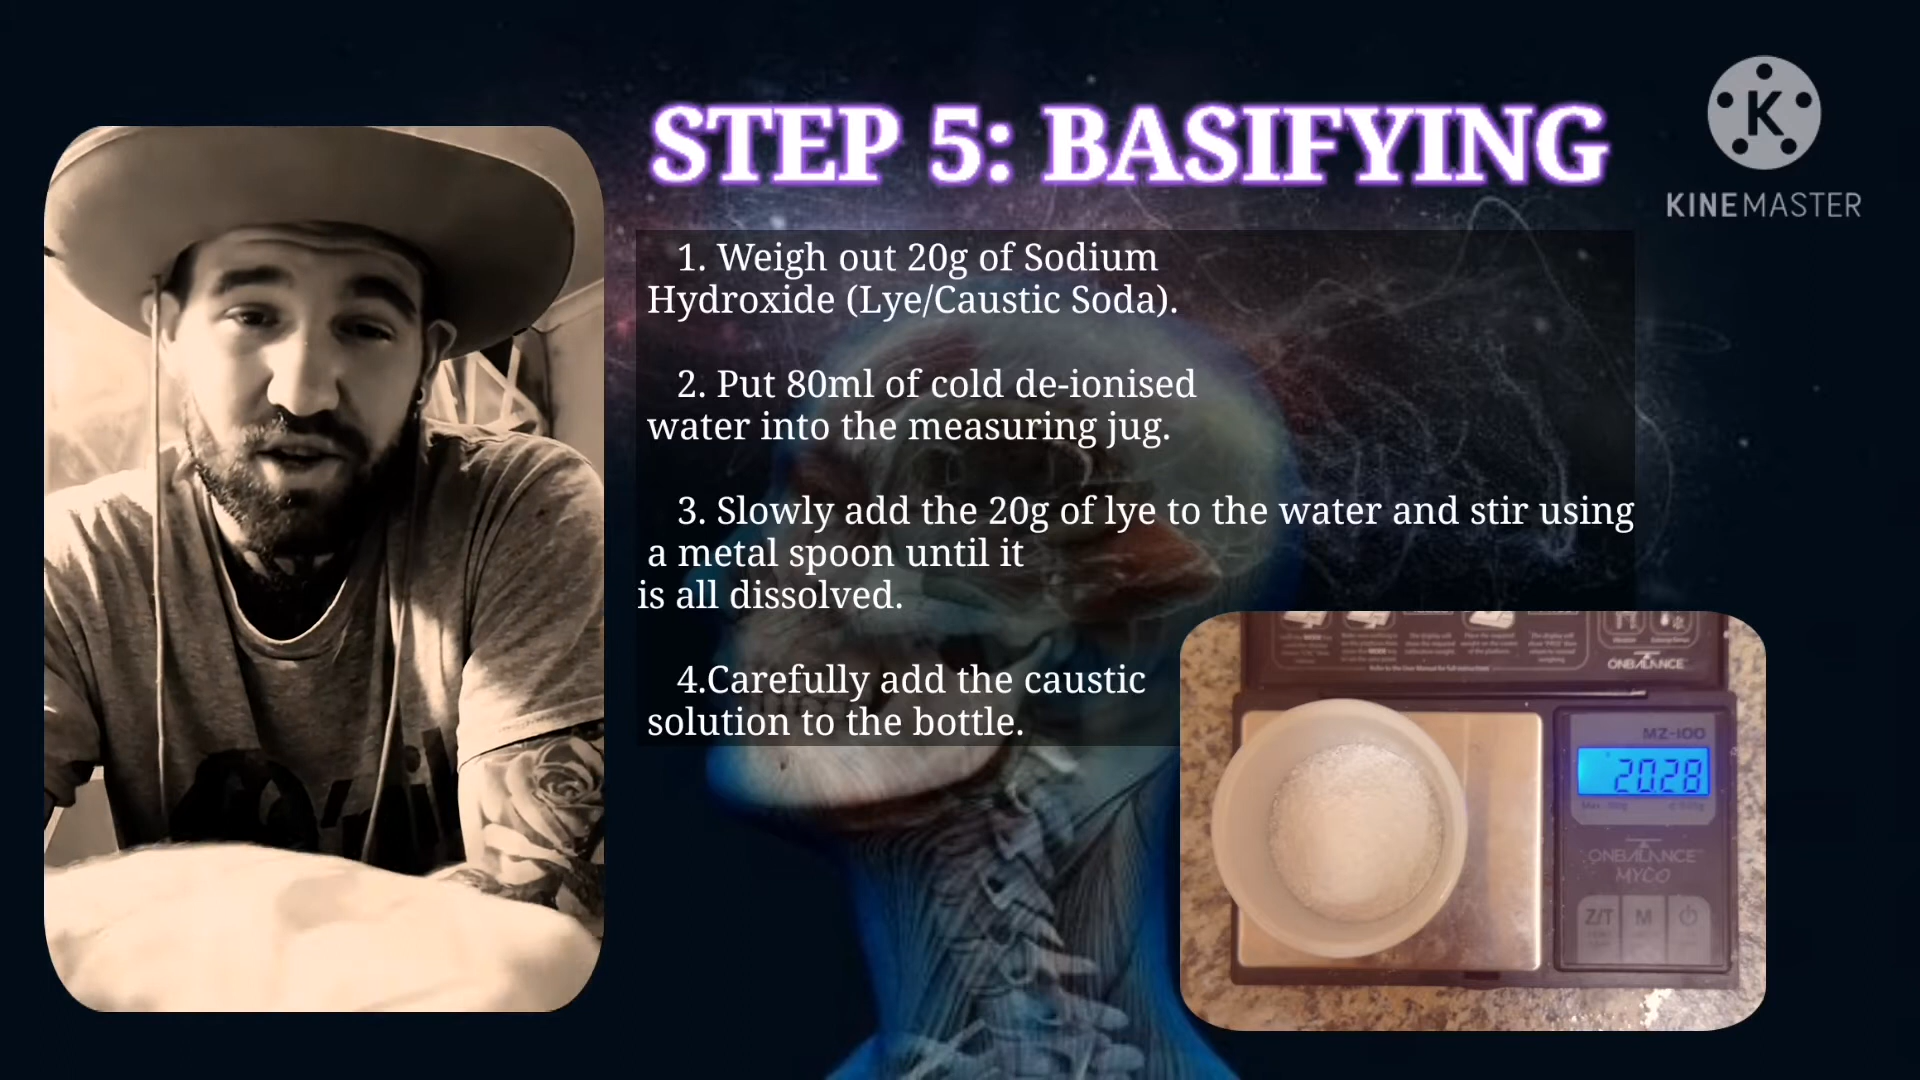 STEP 5: BASIFYING
K
KINEMASTER
1. Weigh out 20g of Sodium
Hydroxide (Lye/Caustic Soda).
2. Put 80ml of cold de-ionised
water into the measuring jug.
3. Slowly add the 20g of lye to the water and stir using
a metal spoon until it
is all dissolved.
4.Carefully add the caustic
solution to the bottle.
ONBALANCE
MZ-100
20.28
ONBALANCE
MYCO
Z/T M